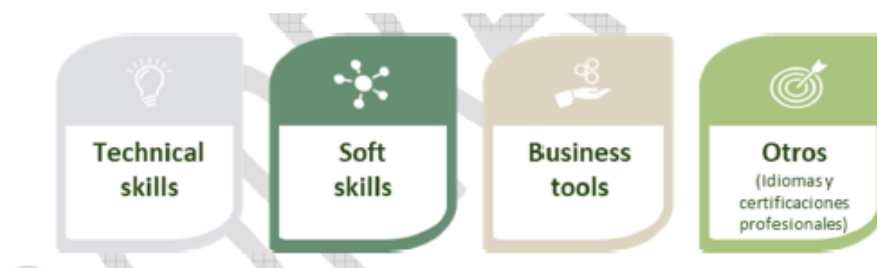 Technical
skills
Soft
skills
Business
tools
Otros
(Idiomas y
certificaciones
profesionales)